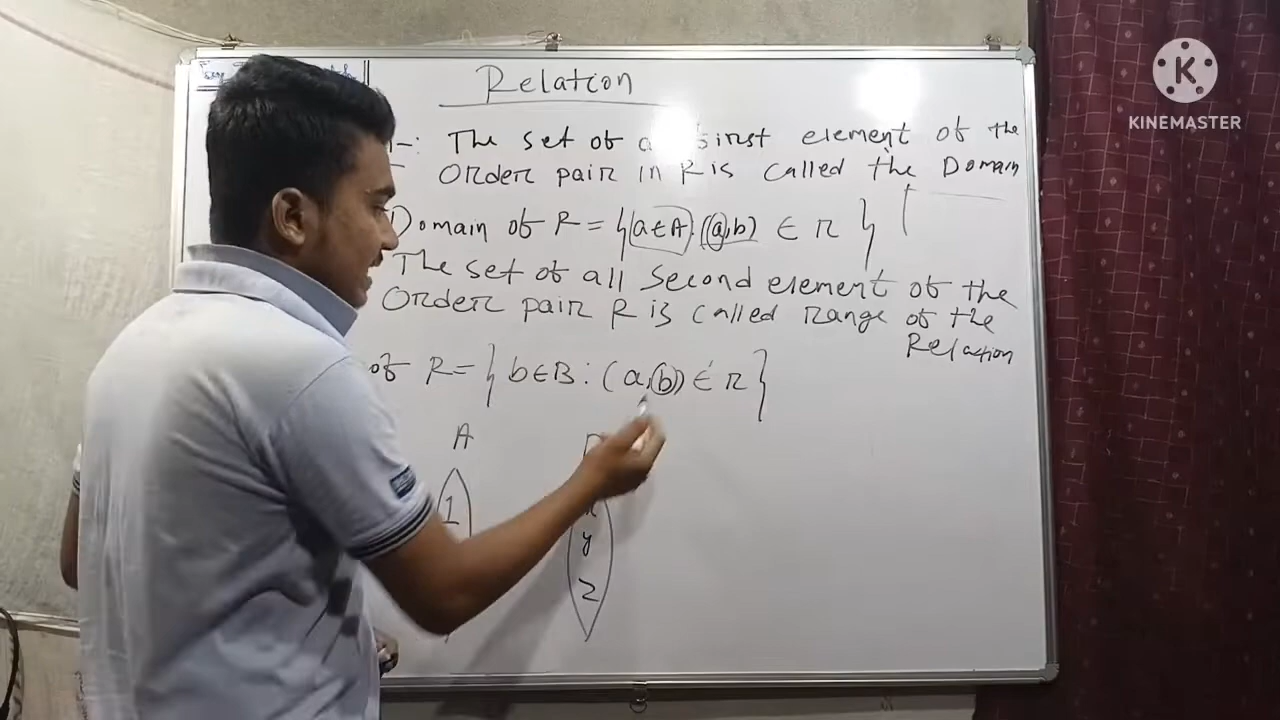 Relation
The set of a first element of the
Order pair in R is called the Domain
Domain of R = { a ∈ A : (a, b) ∈ R }
The set of all Second element of the
Order pair R is called range of the
Relation
of R = { b ∈ B : (a, b) ∈ R }
A
1
y
z
K
KINEMASTER